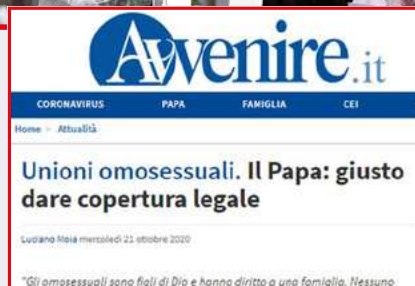 Avvenire.it
CORONAVIRUS PAPA FAMIGLIA CEI
Home > Attualità
Unioni omosessuali. Il Papa: giusto
dare copertura legale
Luciano Moia mercoledì 21 ottobre 2020
"Gli omosessuali sono figli di Dio e hanno diritto a una famiglia. Nessuno